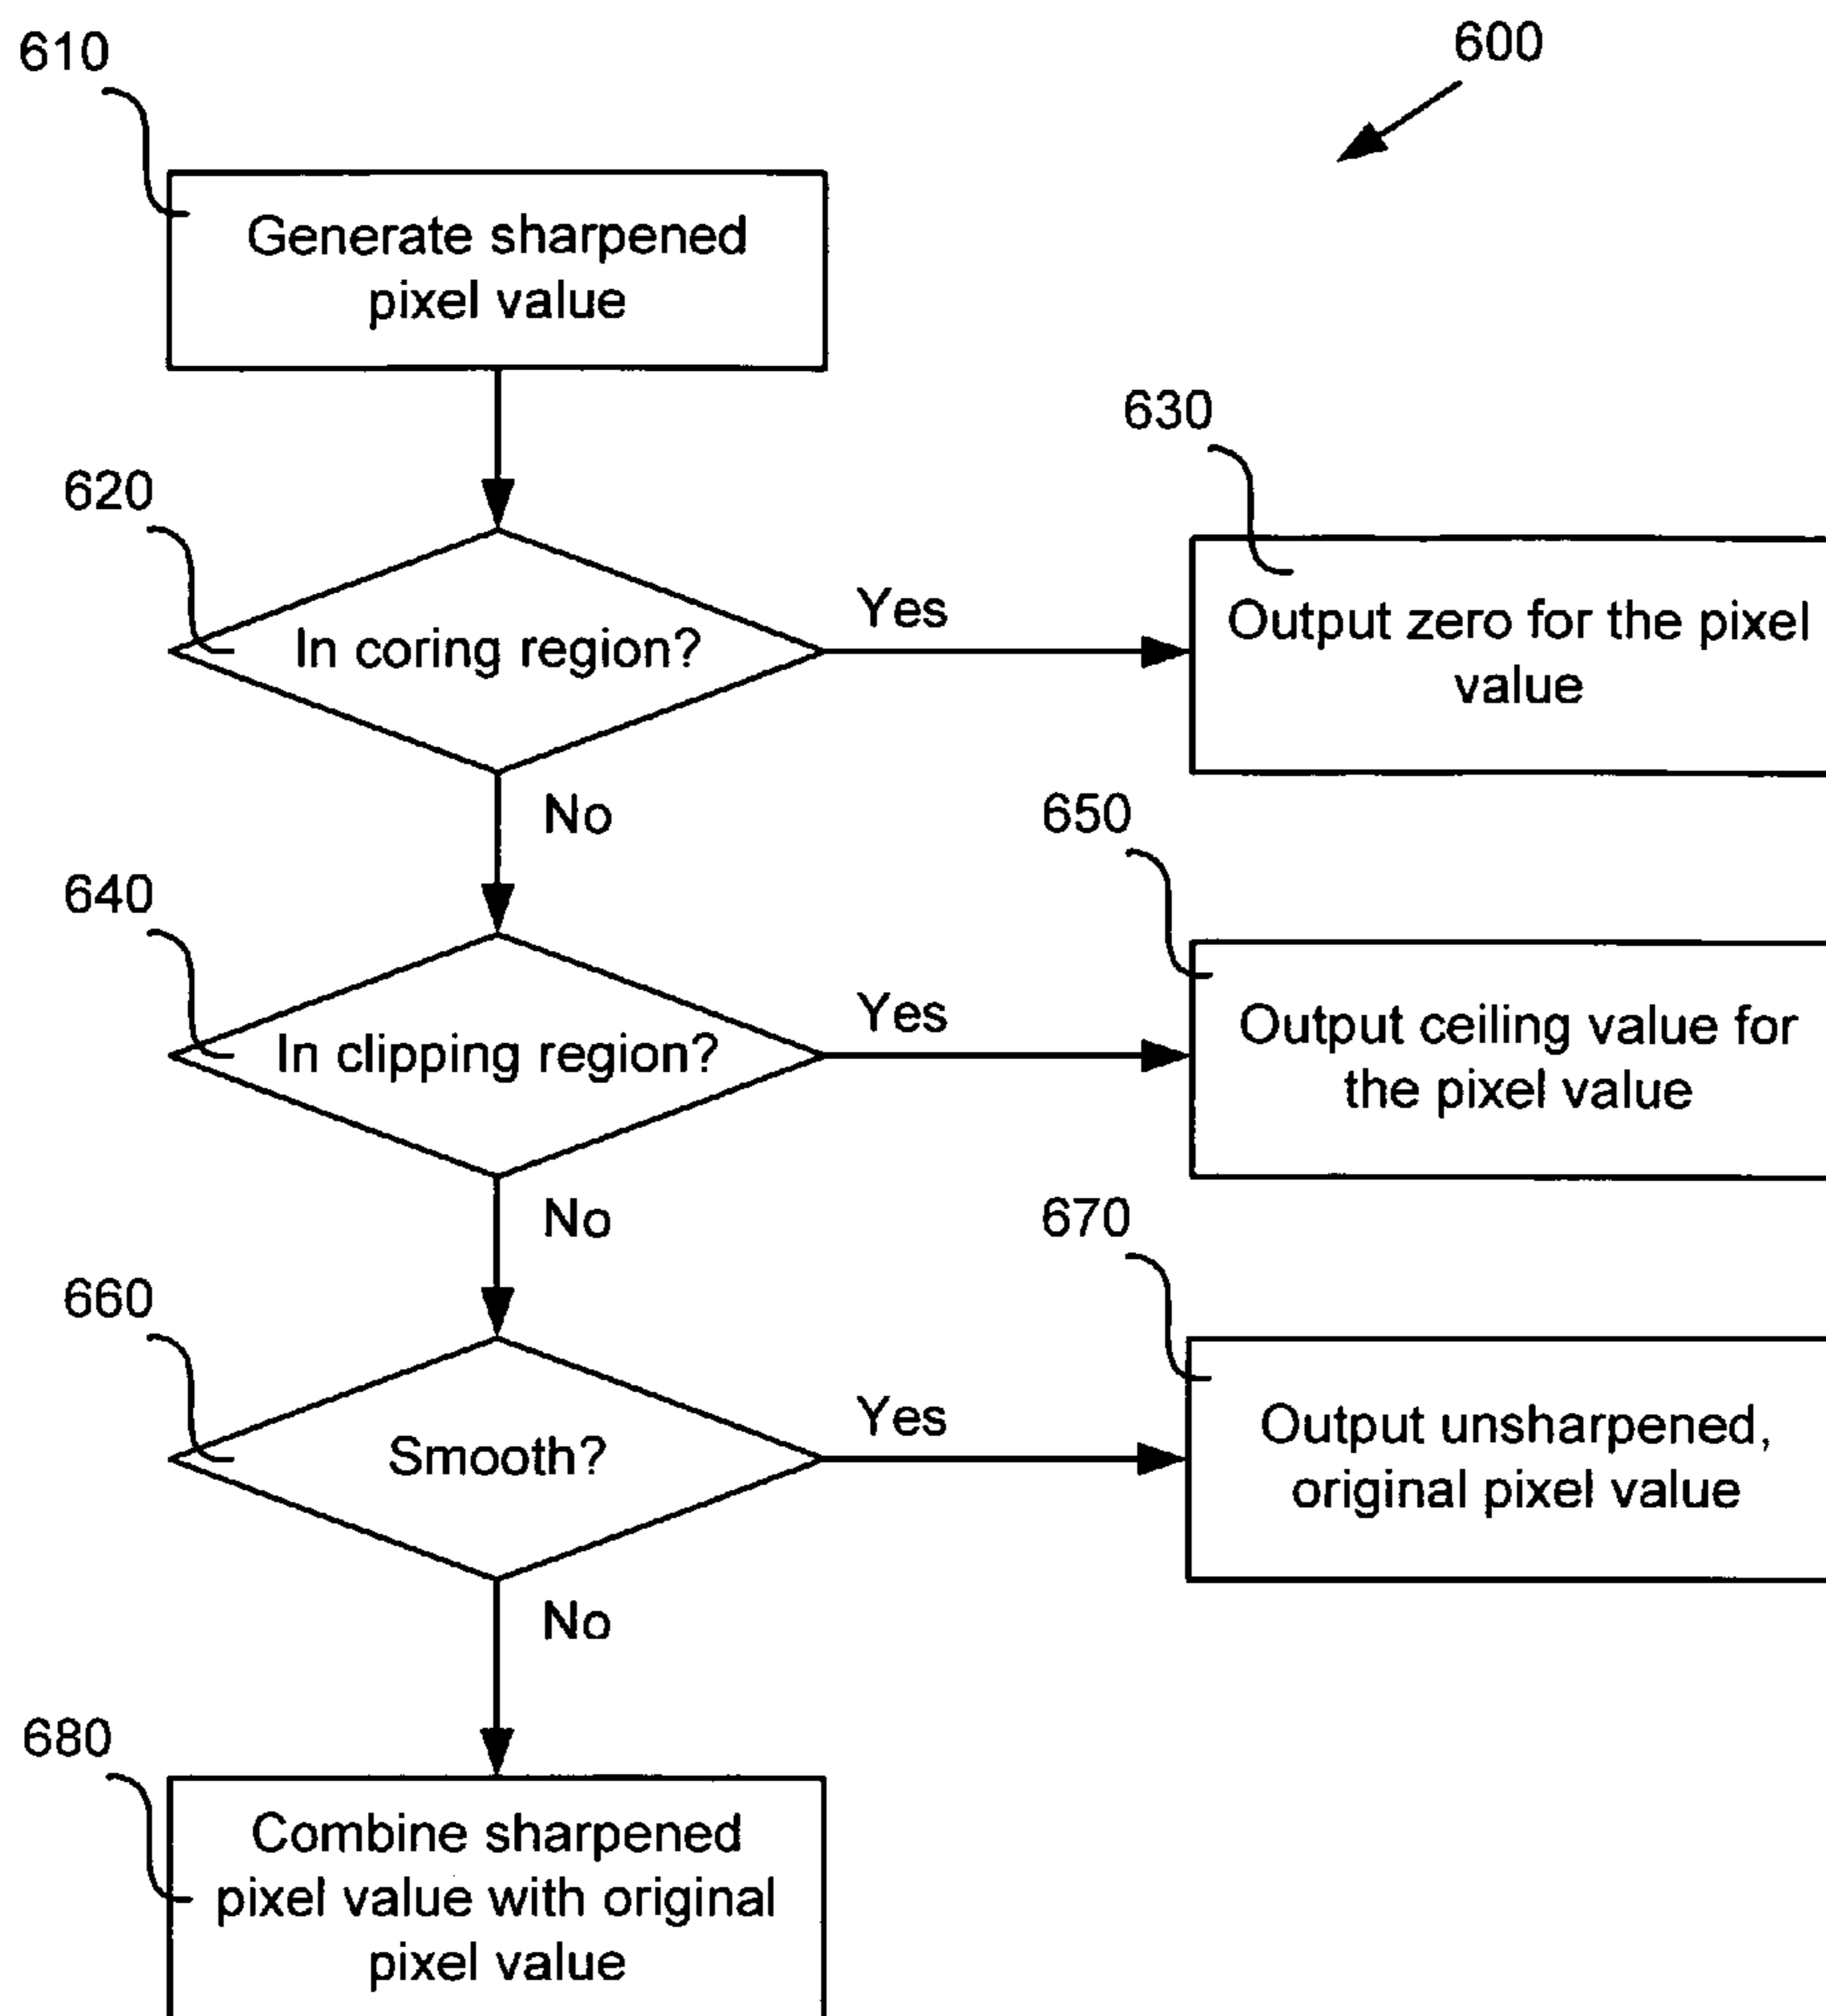 610
600
Generate sharpened
pixel value
630
620
In coring region?
Yes
Output zero for the pixel
value
No
650
640
In clipping region?
Yes
Output ceiling value for
the pixel value
No
670
660
Smooth?
Yes
Output unsharpened,
original pixel value
No
680
Combine sharpened
pixel value with original
pixel value